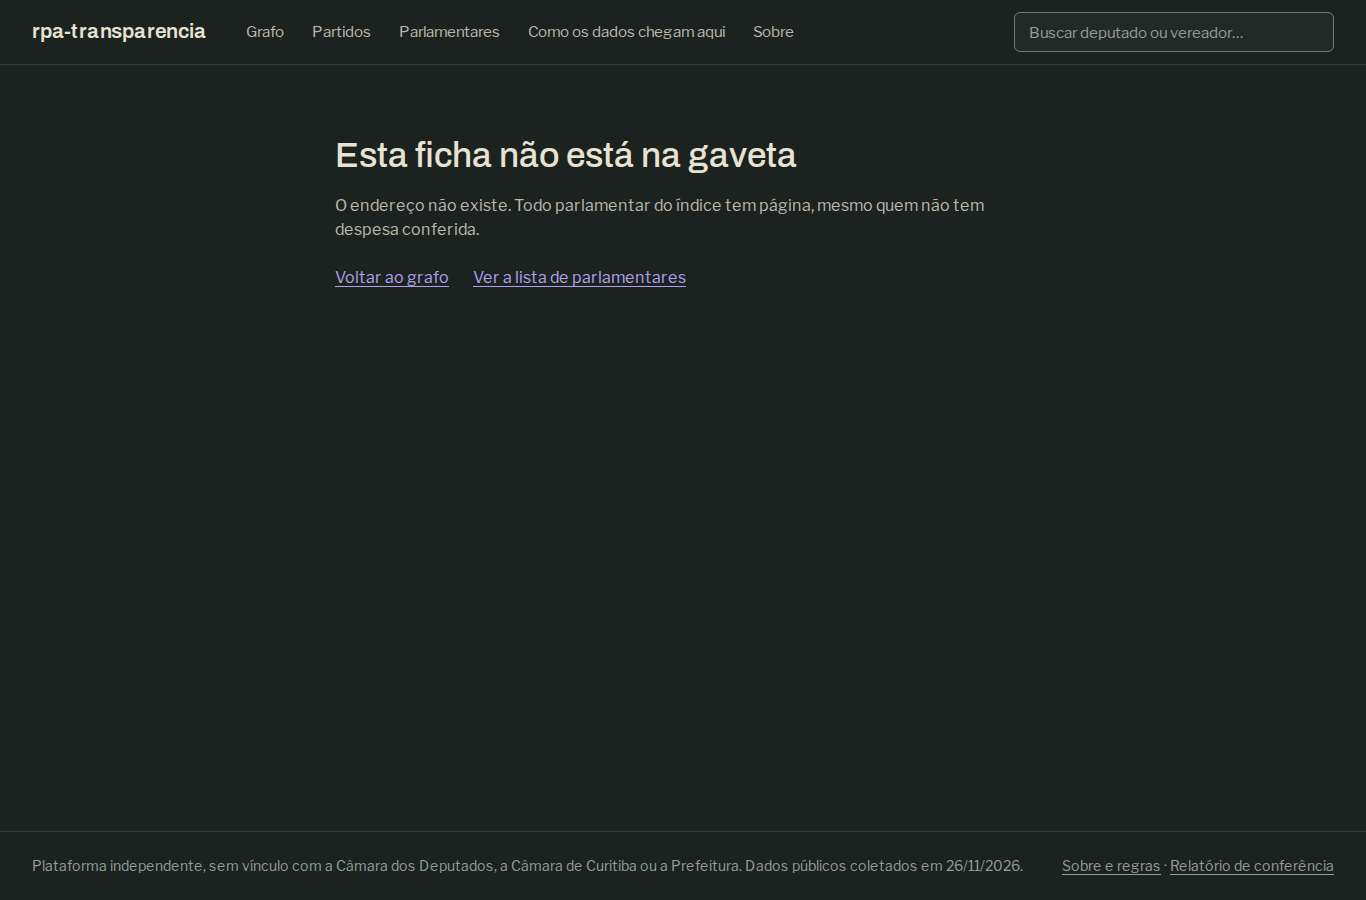 rpa-transparencia
Grafo
Partidos
Parlamentares
Como os dados chegam aqui
Sobre
Buscar deputado ou vereador...
Esta ficha não está na gaveta
O endereço não existe. Todo parlamentar do índice tem página, mesmo quem não tem
despesa conferida.
Voltar ao grafo
Ver a lista de parlamentares
Plataforma independente, sem vínculo com a Câmara dos Deputados, a Câmara de Curitiba ou a Prefeitura. Dados públicos coletados em 26/11/2026.
Sobre e regras · Relatório de conferência